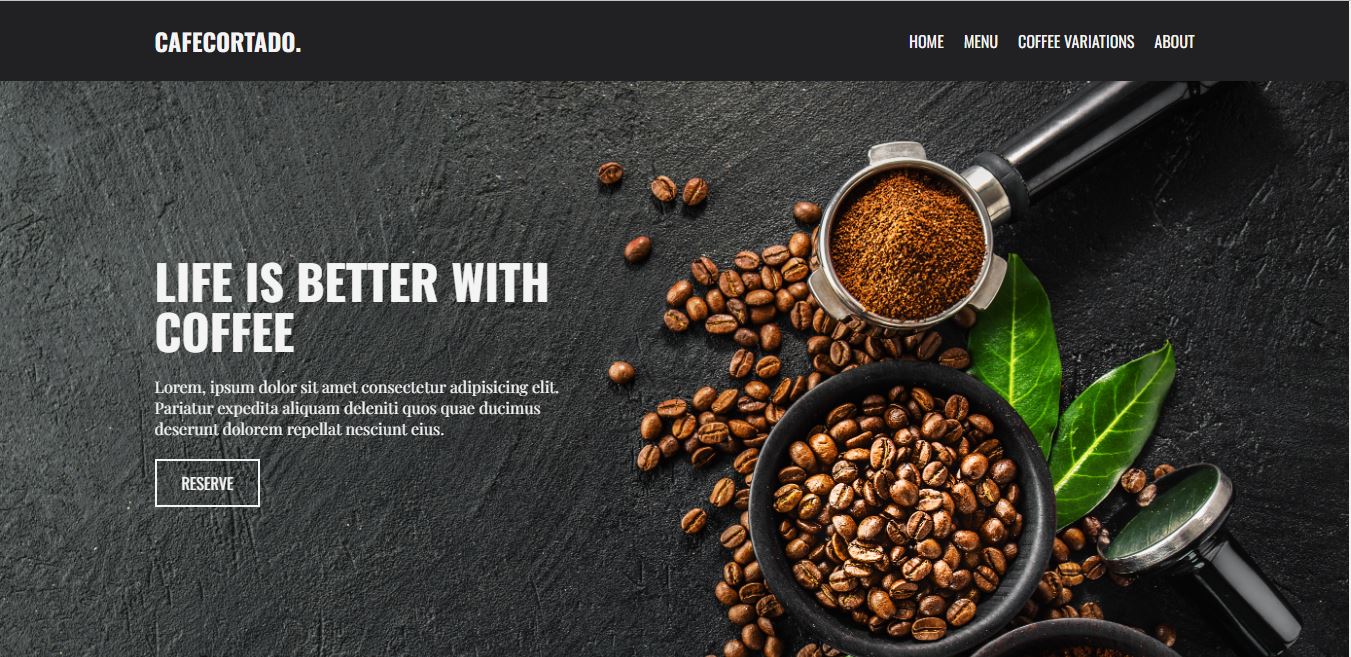 CAFECORTADO.
HOME MENU COFFEE VARIATIONS ABOUT
LIFE IS BETTER WITH
COFFEE
Lorem, ipsum dolor sit amet consectetur adipisicing elit.
Pariatur expedita aliquam deleniti quos quae ducimus
deserunt dolorem repellat nesciunt eius.
RESERVE